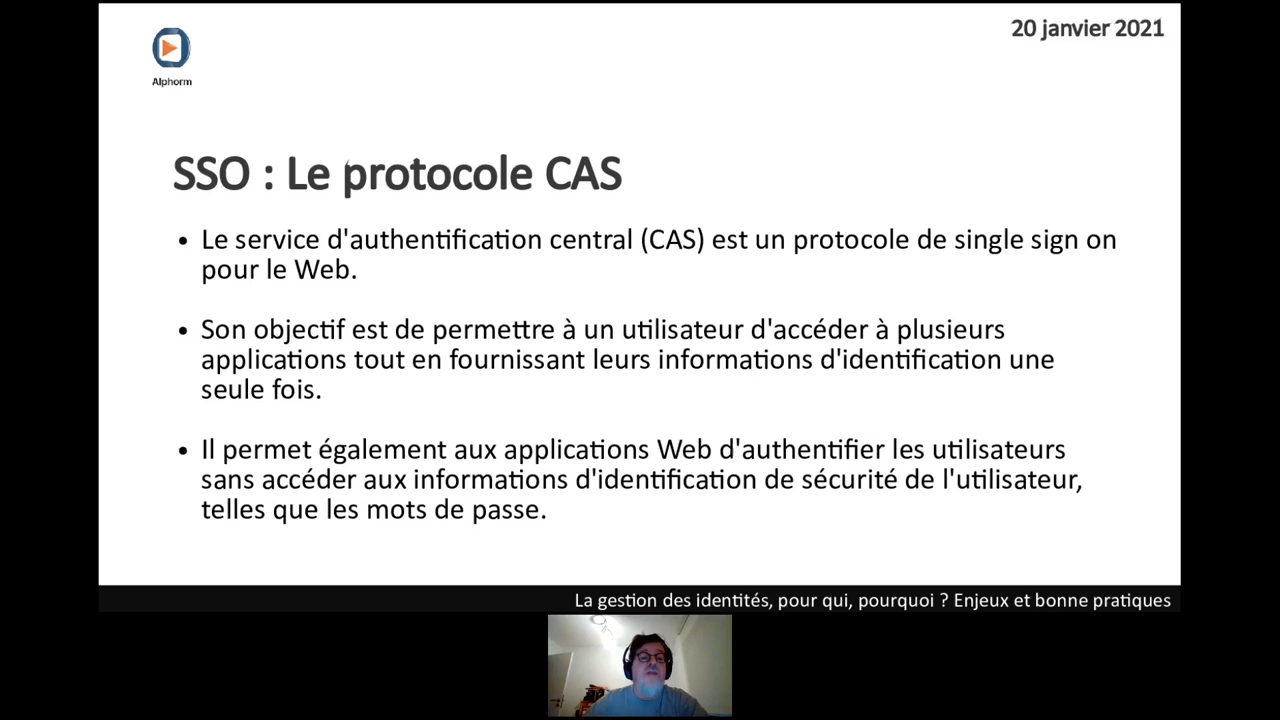 20 janvier 2021
Alphorm
SSO : Le protocole CAS
• Le service d'authentification central (CAS) est un protocole de single sign on
pour le Web.
• Son objectif est de permettre à un utilisateur d'accéder à plusieurs
applications tout en fournissant leurs informations d'identification une
seule fois.
• Il permet également aux applications Web d'authentifier les utilisateurs
sans accéder aux informations d'identification de sécurité de l'utilisateur,
telles que les mots de passe.
La gestion des identités, pour qui, pourquoi ? Enjeux et bonne pratiques